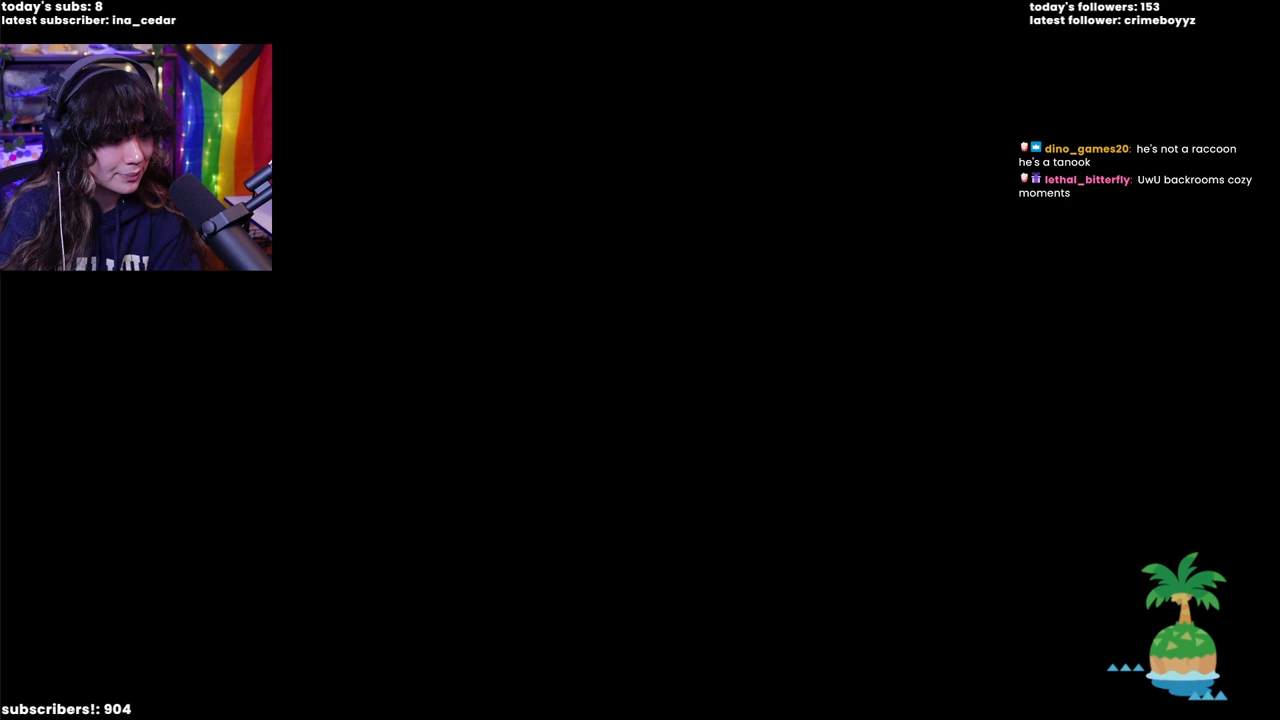 today's subs: 8
latest subscriber: ina_cedar
today's followers: 153
latest follower: crimeboyyz
dino_games20: he's not a raccoon
he's a tanook
lethal_bitterfly: UwU backrooms cozy
moments
subscribers!: 904